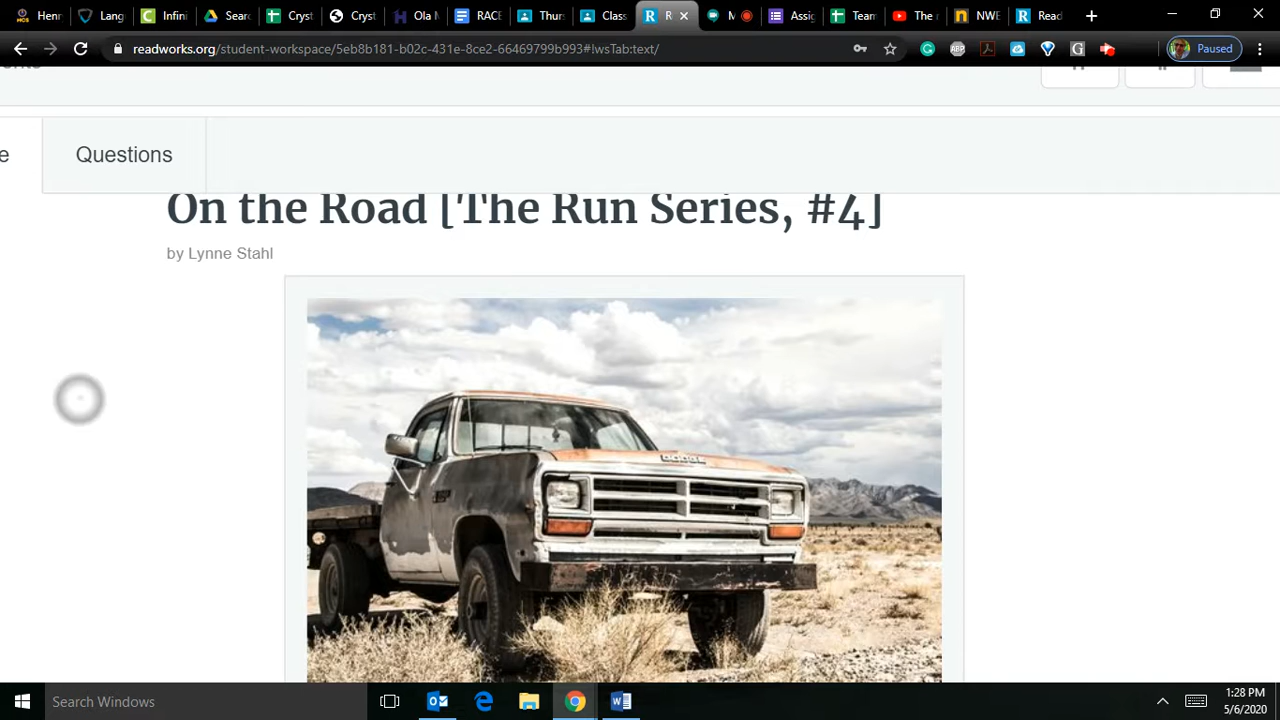 Henr
Lang
Infini
Searc
Cryst
Cryst
Ola M
RACE
Thur
Class
R
M
Assig
Team
The
NWE
Read
readworks.org/student-workspace/5eb8b181-b02c-431e-8ce2-66469799b993#!wsTab:text/
ABP
G
Paused
e
Questions
On the Road [The Run Series, #4]
by Lynne Stahl
DODGE
Search Windows
1:28 PM
5/6/2020